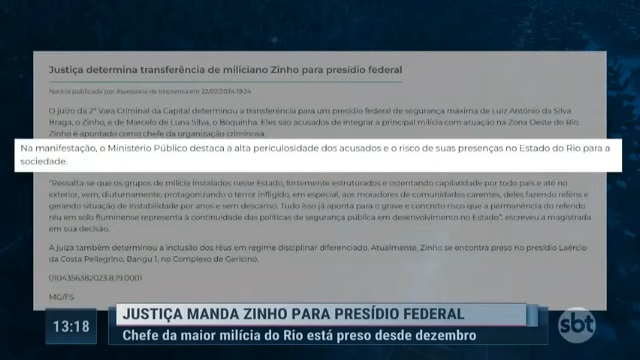 Justiça determina transferência de miliciano Zinho para presídio federal
Notícia publicada por Assessoria de Imprensa em 22/02/2024 19:24
O juízo da 2ª Vara Criminal da Capital determinou a transferência para um presídio federal de segurança máxima de Luiz Antônio da Silva
Braga, o Zinho, e de Marcelo de Luna Silva, o Boquinha. Eles são acusados de integrar a principal milícia com atuação na Zona Oeste do Rio.
Zinho é apontado como chefe da organização criminosa.
Na manifestação, o Ministério Público destaca a alta periculosidade dos acusados e o risco de suas presenças no Estado do Rio para a
sociedade.
"Ressalta-se que os grupos de milícia instalados neste Estado, fortemente estruturados e ostentando capilaridade por todo país e até no
exterior, vem, diuturnamente, protagonizando o terror infligido, em especial, aos moradores de comunidades carentes, deles fazendo reféns e
gerando situação de instabilidade por anos e sem descanso. Tudo isso já aponta para o grave e concreto risco que a permanência do referido
réu em solo fluminense representa à continuidade das políticas de segurança pública em desenvolvimento no Estado", escreveu a magistrada
em sua decisão.
A juíza também determinou a inclusão dos réus em regime disciplinar diferenciado. Atualmente, Zinho se encontra preso no presídio Laércio
da Costa Pellegrino, Bangu 1, no Complexo de Gericinó.
0104356382023.8.19.0001
MG/FS
13:18
JUSTIÇA MANDA ZINHO PARA PRESÍDIO FEDERAL
Chefe da maior milícia do Rio está preso desde dezembro
sbt